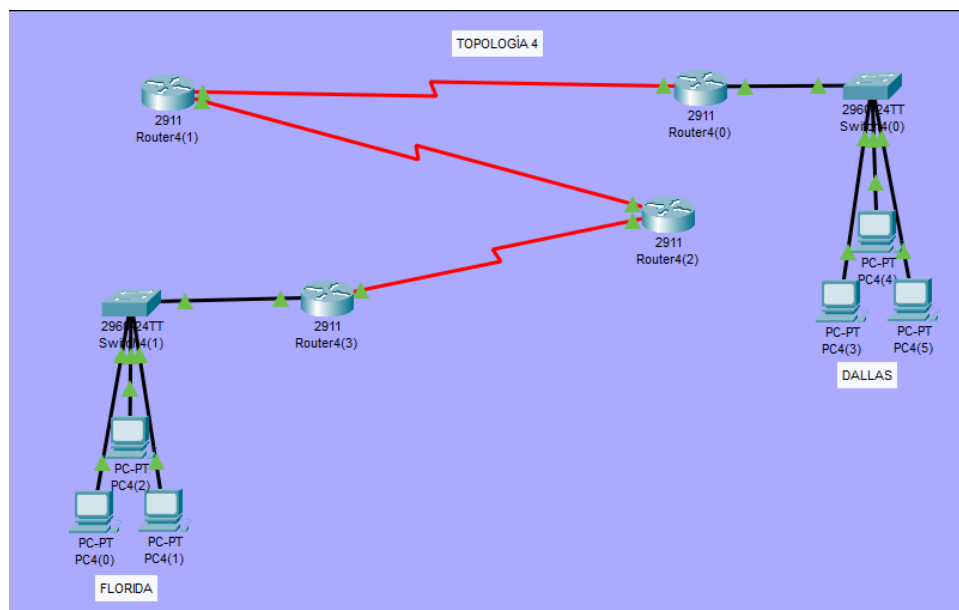 TOPOLOGÍA 4
2911
Router4(1)
2911
Router4(0)
2960-24TT
Switch4(0)
2911
Router4(2)
PC-PT
PC4(4)
PC-PT
PC4(3)
PC-PT
PC4(5)
DALLAS
2960-24TT
Switch4(1)
2911
Router4(3)
PC-PT
PC4(2)
PC-PT
PC4(0)
PC-PT
PC4(1)
FLORIDA